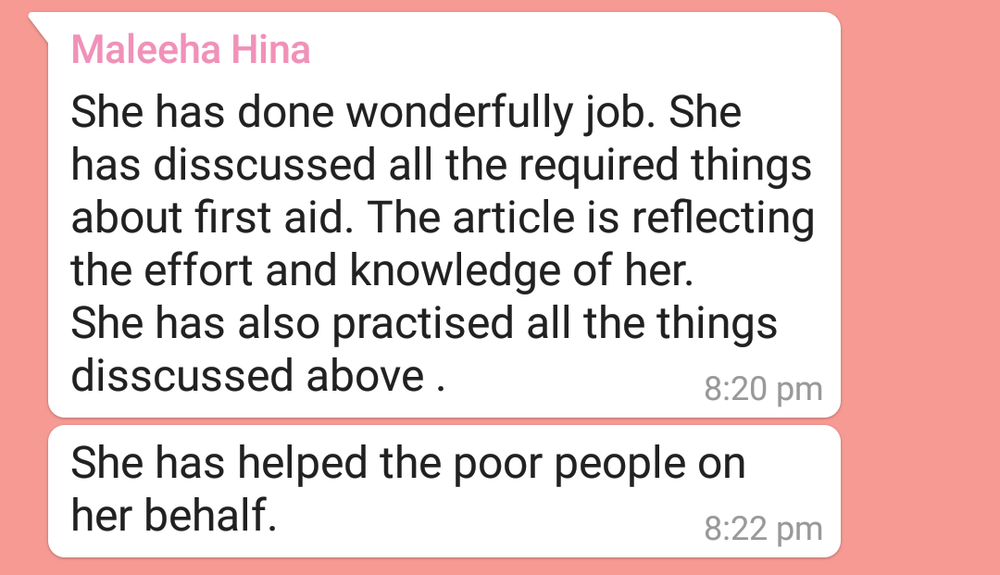 Maleeha Hina
She has done wonderfully job. She
has disscussed all the required things
about first aid. The article is reflecting
the effort and knowledge of her.
She has also practised all the things
disscussed above .
8:20 pm
She has helped the poor people on
her behalf.
8:22 pm